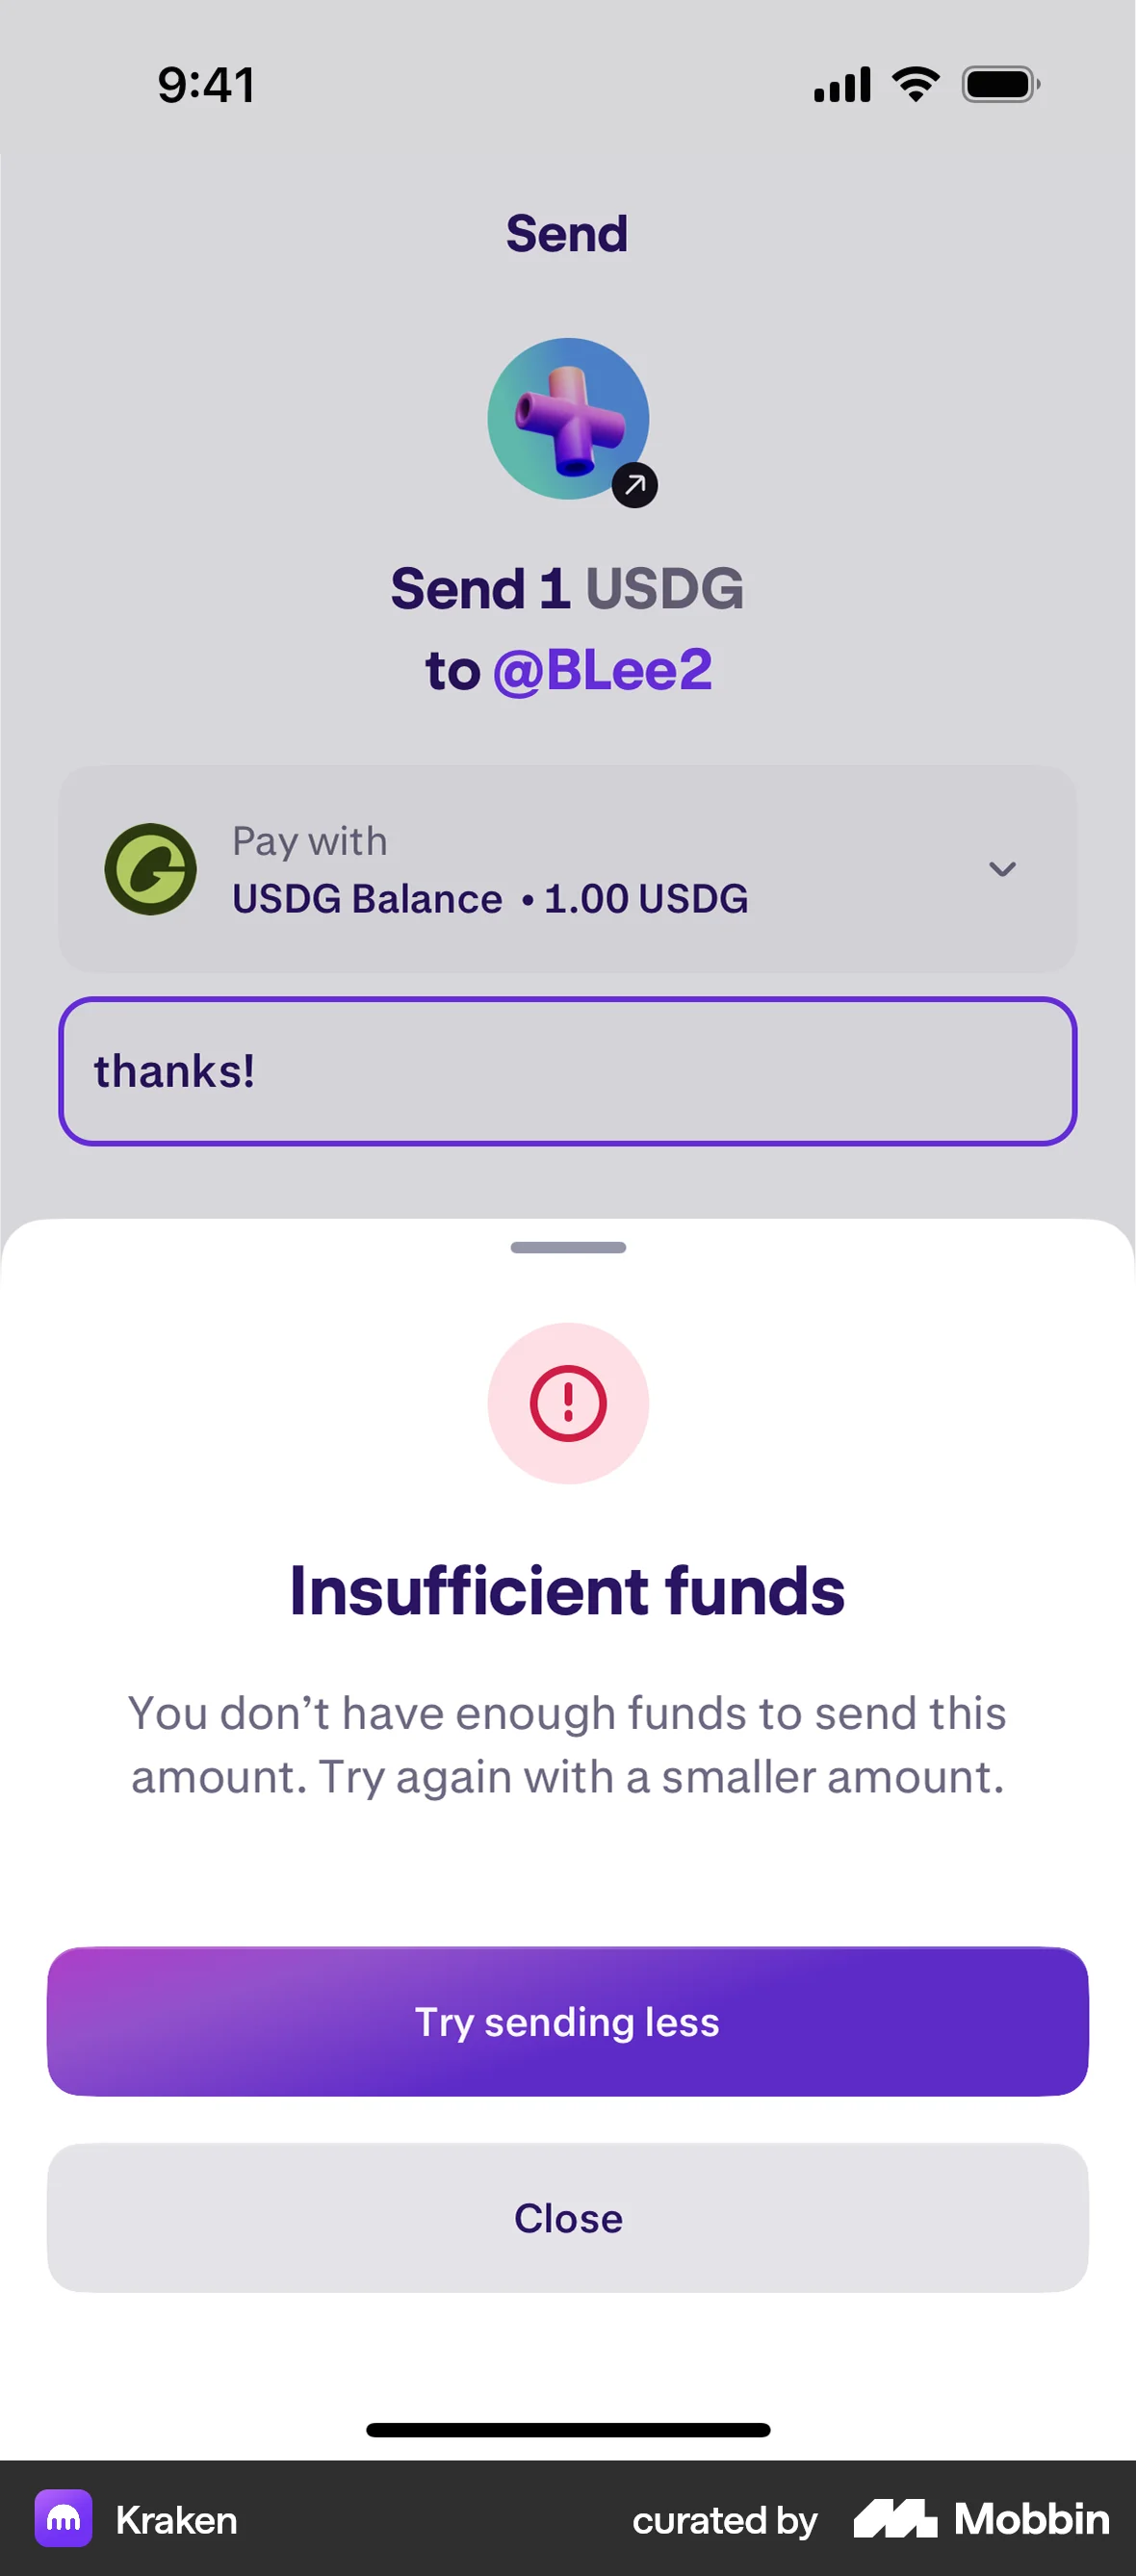 9:41
Send
Send 1 USDG
to @BLee2
Pay with
USDG Balance • 1.00 USDG
thanks!
Insufficient funds
You don’t have enough funds to send this
amount. Try again with a smaller amount.
Try sending less
Close
Kraken
curated by Mobbin